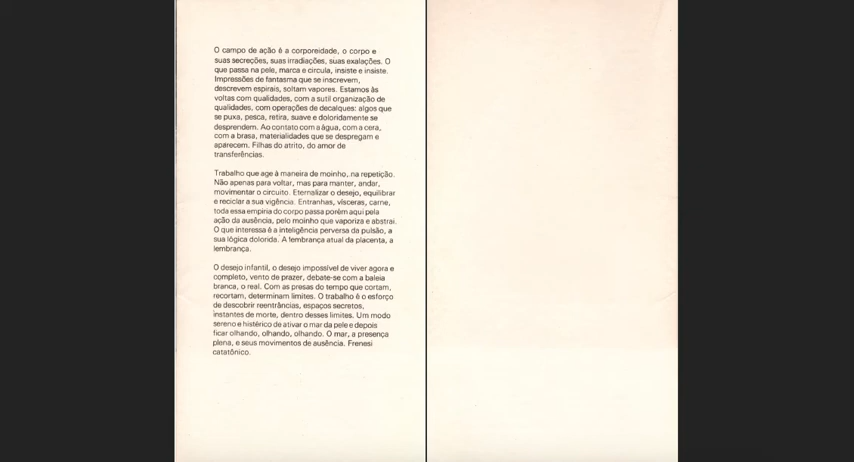 O campo de ação é a corporeidade, o corpo e
suas secreções, suas irradiações, suas exalações. O
que passa na pele, marca e circula, insiste e insiste.
Impressões de fantasma que se inscrevem,
descrevem espirais, soltam vapores. Estamos às
voltas com qualidades, com a sutil organização de
qualidades, com operações de decalques: algos que
se puxa, pesca, retira, suave e doloridamente se
desprendem. Ao contato com a água, com a cera,
com a brasa, materialidades que se despregam e
aparecem. Filhas do atrito, do amor de
transferências.
Trabalho que age à maneira de moinho, na repetição.
Não apenas para voltar, mas para manter, andar,
movimentar o circuito. Eternalizar o desejo, equilibrar
e reciclar a sua vigência. Entranhas, vísceras, carne,
toda essa empiria do corpo passa porém aqui pela
ação da ausência, pelo moinho que vaporiza e abstrai.
O que interessa é a inteligência perversa da pulsão, a
sua lógica dolorida. A lembrança atual da placenta, a
lembrança.
O desejo infantil, o desejo impossível de viver agora e
completo, vento de prazer, debate-se com a baleia
branca, o real. Com as presas do tempo que cortam,
recortam, determinam limites. O trabalho é o esforço
de descobrir reentrâncias, espaços secretos,
instantes de morte, dentro desses limites. Um modo
sereno e histérico de ativar o mar da pele e depois
ficar olhando, olhando, olhando. O mar, a presença
plena, e seus movimentos de ausência. Frenesi
catatônico.